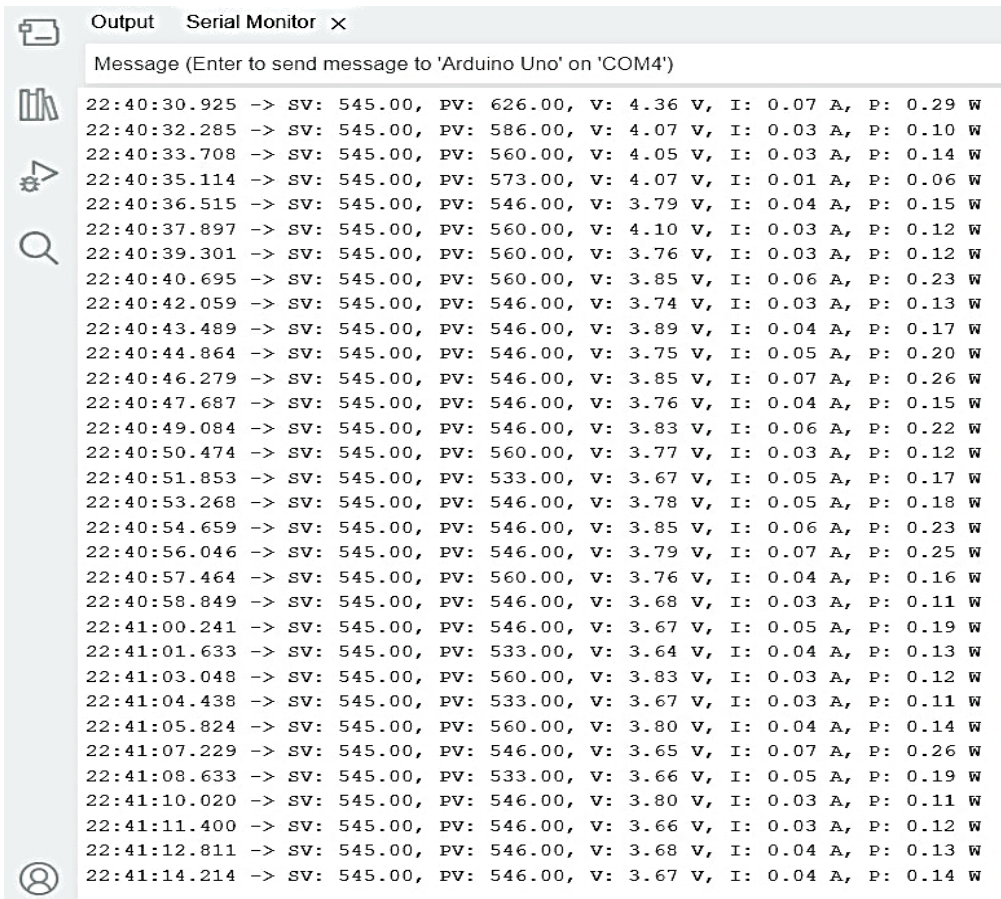 Output Serial Monitor ×
Message (Enter to send message to 'Arduino Uno' on 'COM4')
22:40:30.925 -> SV: 545.00, PV: 626.00, V: 4.36 V, I: 0.07 A, P: 0.29 W
22:40:32.285 -> SV: 545.00, PV: 586.00, V: 4.07 V, I: 0.03 A, P: 0.10 W
22:40:33.708 -> SV: 545.00, PV: 560.00, V: 4.05 V, I: 0.03 A, P: 0.14 W
22:40:35.114 -> SV: 545.00, PV: 573.00, V: 4.07 V, I: 0.01 A, P: 0.06 W
22:40:36.515 -> SV: 545.00, PV: 546.00, V: 3.79 V, I: 0.04 A, P: 0.15 W
22:40:37.897 -> SV: 545.00, PV: 560.00, V: 4.10 V, I: 0.03 A, P: 0.12 W
22:40:39.301 -> SV: 545.00, PV: 560.00, V: 3.76 V, I: 0.03 A, P: 0.12 W
22:40:40.695 -> SV: 545.00, PV: 560.00, V: 3.85 V, I: 0.06 A, P: 0.23 W
22:40:42.059 -> SV: 545.00, PV: 546.00, V: 3.74 V, I: 0.03 A, P: 0.13 W
22:40:43.489 -> SV: 545.00, PV: 546.00, V: 3.89 V, I: 0.04 A, P: 0.17 W
22:40:44.864 -> SV: 545.00, PV: 546.00, V: 3.75 V, I: 0.05 A, P: 0.20 W
22:40:46.279 -> SV: 545.00, PV: 546.00, V: 3.85 V, I: 0.07 A, P: 0.26 W
22:40:47.687 -> SV: 545.00, PV: 546.00, V: 3.76 V, I: 0.04 A, P: 0.15 W
22:40:49.084 -> SV: 545.00, PV: 546.00, V: 3.83 V, I: 0.06 A, P: 0.22 W
22:40:50.474 -> SV: 545.00, PV: 560.00, V: 3.77 V, I: 0.03 A, P: 0.12 W
22:40:51.853 -> SV: 545.00, PV: 533.00, V: 3.67 V, I: 0.05 A, P: 0.17 W
22:40:53.268 -> SV: 545.00, PV: 546.00, V: 3.78 V, I: 0.05 A, P: 0.18 W
22:40:54.659 -> SV: 545.00, PV: 546.00, V: 3.85 V, I: 0.06 A, P: 0.23 W
22:40:56.046 -> SV: 545.00, PV: 546.00, V: 3.79 V, I: 0.07 A, P: 0.25 W
22:40:57.464 -> SV: 545.00, PV: 560.00, V: 3.76 V, I: 0.04 A, P: 0.16 W
22:40:58.849 -> SV: 545.00, PV: 546.00, V: 3.68 V, I: 0.03 A, P: 0.11 W
22:41:00.241 -> SV: 545.00, PV: 546.00, V: 3.67 V, I: 0.05 A, P: 0.19 W
22:41:01.633 -> SV: 545.00, PV: 533.00, V: 3.64 V, I: 0.04 A, P: 0.13 W
22:41:03.048 -> SV: 545.00, PV: 560.00, V: 3.83 V, I: 0.03 A, P: 0.12 W
22:41:04.438 -> SV: 545.00, PV: 533.00, V: 3.67 V, I: 0.03 A, P: 0.11 W
22:41:05.824 -> SV: 545.00, PV: 560.00, V: 3.80 V, I: 0.04 A, P: 0.14 W
22:41:07.229 -> SV: 545.00, PV: 546.00, V: 3.65 V, I: 0.07 A, P: 0.26 W
22:41:08.633 -> SV: 545.00, PV: 533.00, V: 3.66 V, I: 0.05 A, P: 0.19 W
22:41:10.020 -> SV: 545.00, PV: 546.00, V: 3.80 V, I: 0.03 A, P: 0.11 W
22:41:11.400 -> SV: 545.00, PV: 546.00, V: 3.66 V, I: 0.03 A, P: 0.12 W
22:41:12.811 -> SV: 545.00, PV: 546.00, V: 3.68 V, I: 0.04 A, P: 0.13 W
22:41:14.214 -> SV: 545.00, PV: 546.00, V: 3.67 V, I: 0.04 A, P: 0.14 W